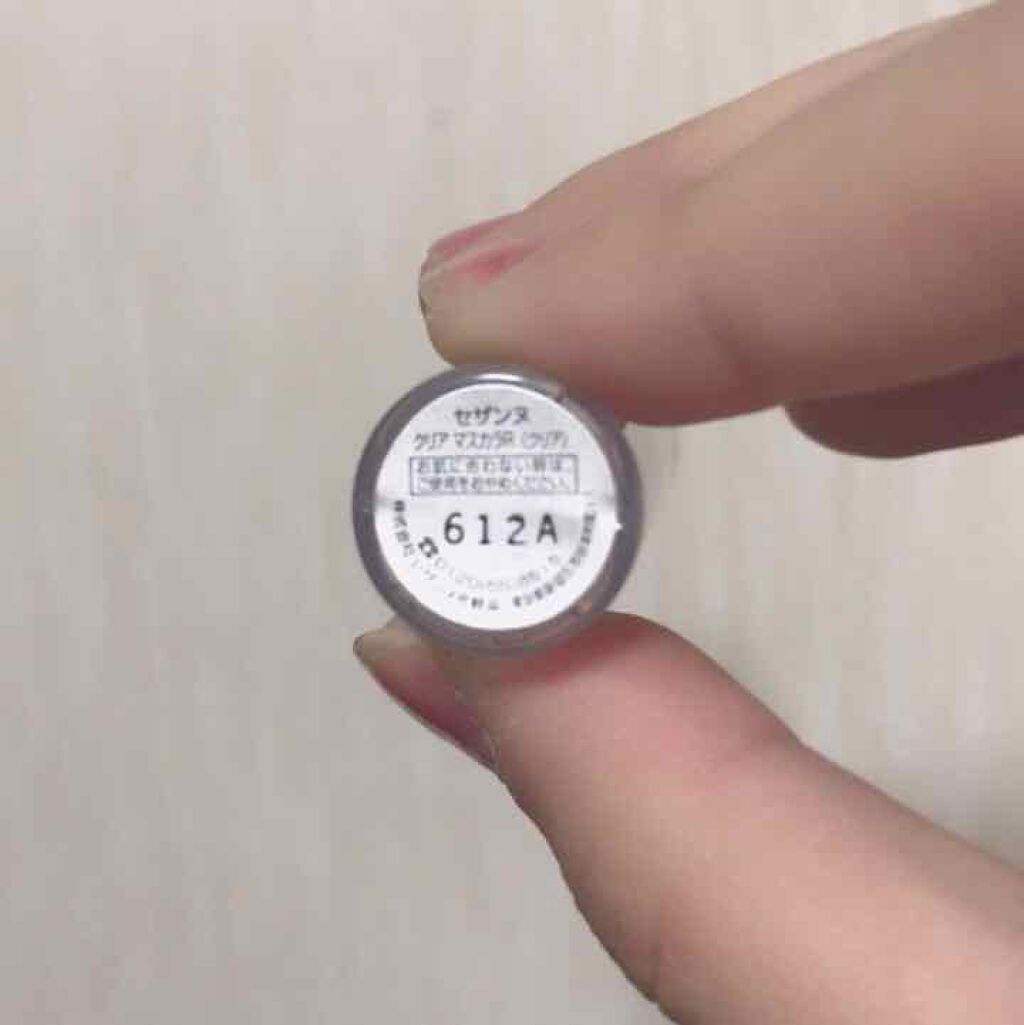 セザンヌ
クリア マスカラR (クリア)
お肌に合わない時は、
ご使用をおやめください。
612A